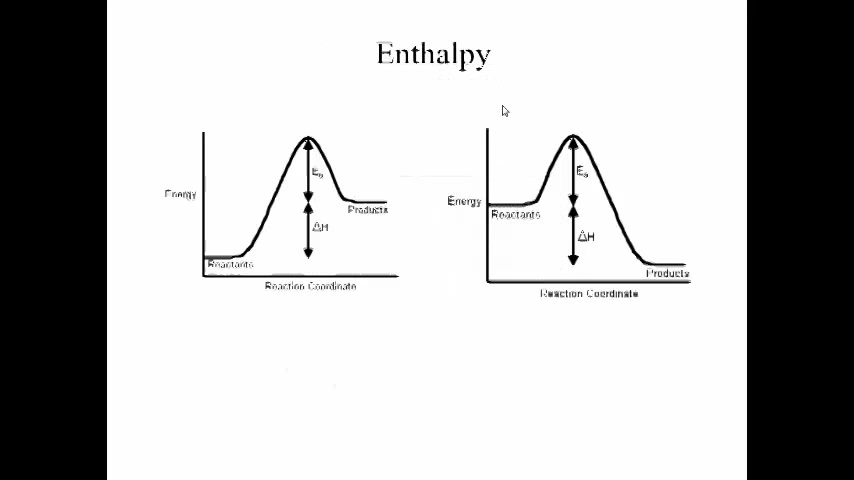 Enthalpy
Energy
Reactants
Ea
ΔH
Products
Reaction Coordinate
Energy
Reactants
Ea
ΔH
Products
Reaction Coordinate